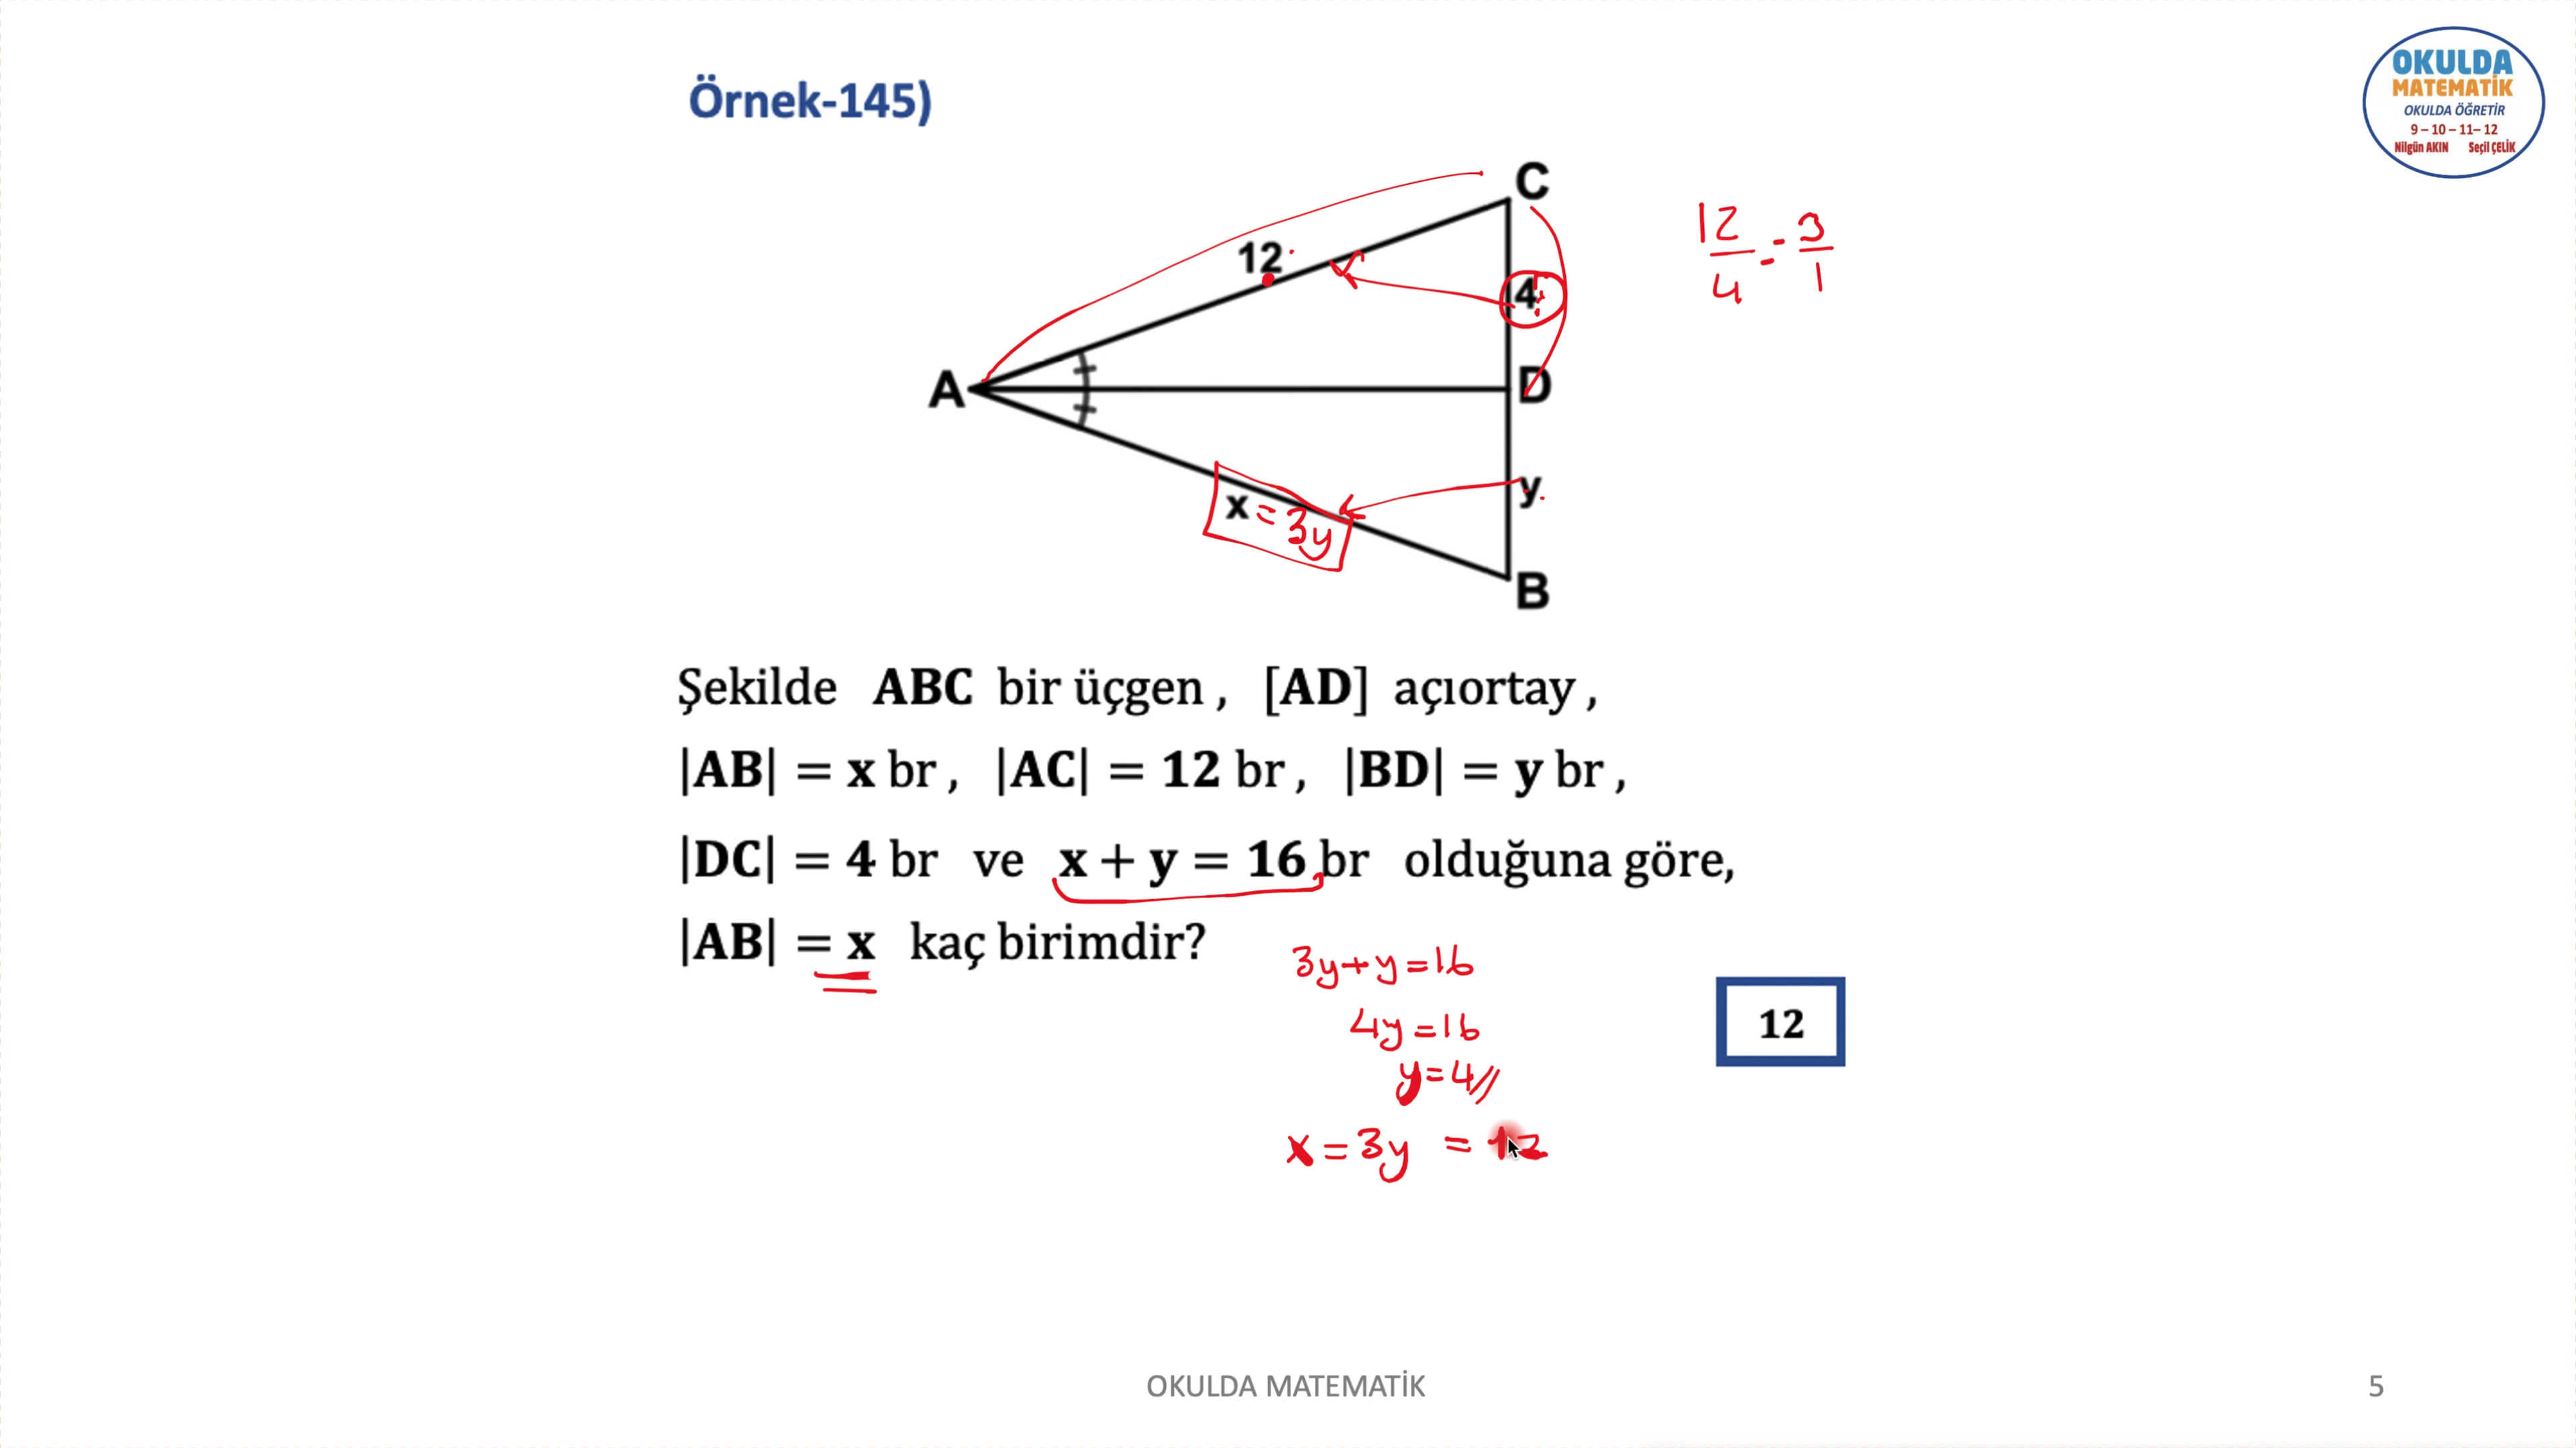 OKULDA
MATEMATİK
OKULDA ÖĞRETİR
9 – 10 – 11– 12
Nilgün AKIN Seçil ÇELİK
Örnek-145)
C
12
12/4 = 3/1
4
A
D
x = 3y
y
B
Şekilde ABC bir üçgen , [AD] açıortay ,
|AB| = x br , |AC| = 12 br , |BD| = y br ,
|DC| = 4 br ve x + y = 16 br olduğuna göre,
|AB| = x kaç birimdir?
3y+y=16
4y=16
y=4//
x=3y = 12
12
OKULDA MATEMATİK
5